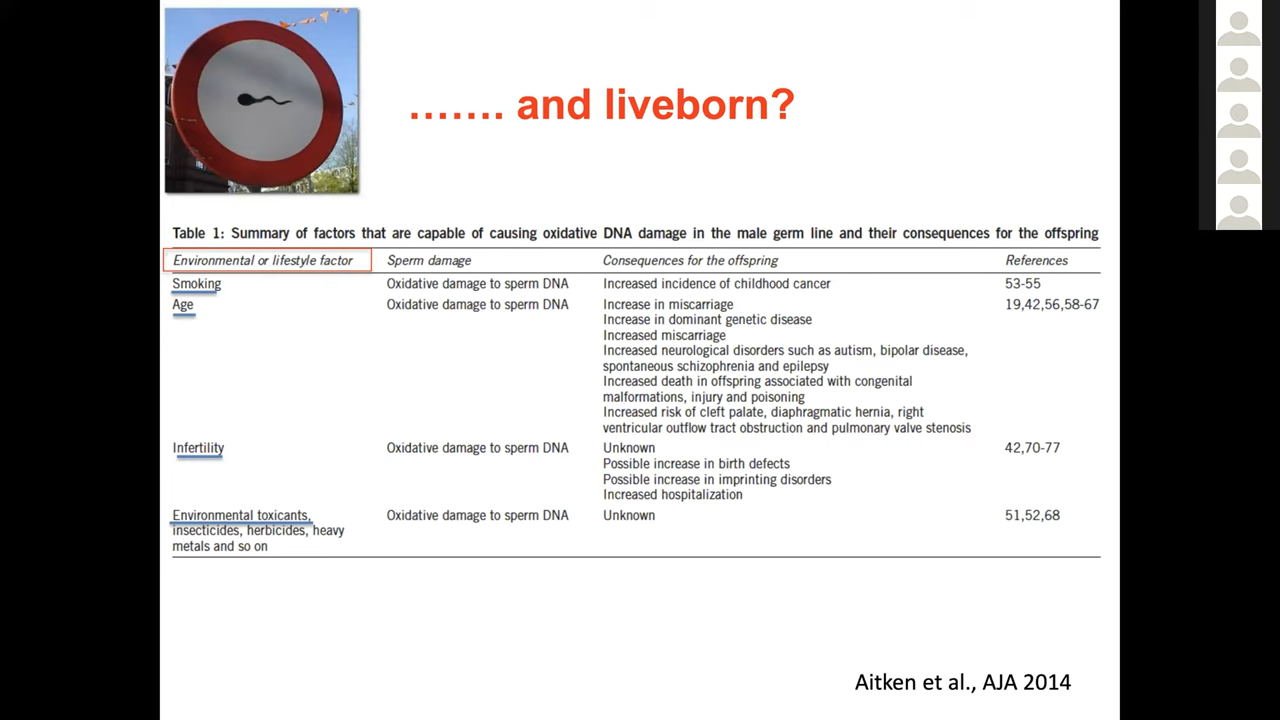 ....... and liveborn?
Table 1: Summary of factors that are capable of causing oxidative DNA damage in the male germ line and their consequences for the offspring
Environmental or lifestyle factor Sperm damage Consequences for the offspring References
Smoking Oxidative damage to sperm DNA Increased incidence of childhood cancer 53-55
Age Oxidative damage to sperm DNA Increase in miscarriage 19,42,56,58-67
Increase in dominant genetic disease
Increased miscarriage
Increased neurological disorders such as autism, bipolar disease,
spontaneous schizophrenia and epilepsy
Increased death in offspring associated with congenital
malformations, injury and poisoning
Increased risk of cleft palate, diaphragmatic hernia, right
ventricular outflow tract obstruction and pulmonary valve stenosis
Infertility Oxidative damage to sperm DNA Unknown 42,70-77
Possible increase in birth defects
Possible increase in imprinting disorders
Increased hospitalization
Environmental toxicants, Oxidative damage to sperm DNA Unknown 51,52,68
insecticides, herbicides, heavy
metals and so on
Aitken et al., AJA 2014